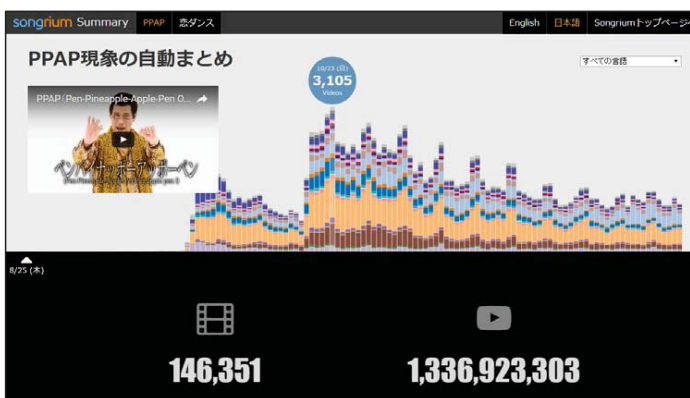 songrium Summary PPAP 恋ダンス English 日本語 Songriumトップページへ
PPAP現象の自動まとめ
すべての言語
10/23 (日)
3,105
Videos
PPAP（Pen-Pineapple-Apple-Pen O...
ペンパイナッポーアッポーペン
8/25 (木)
146,351
1,336,923,303